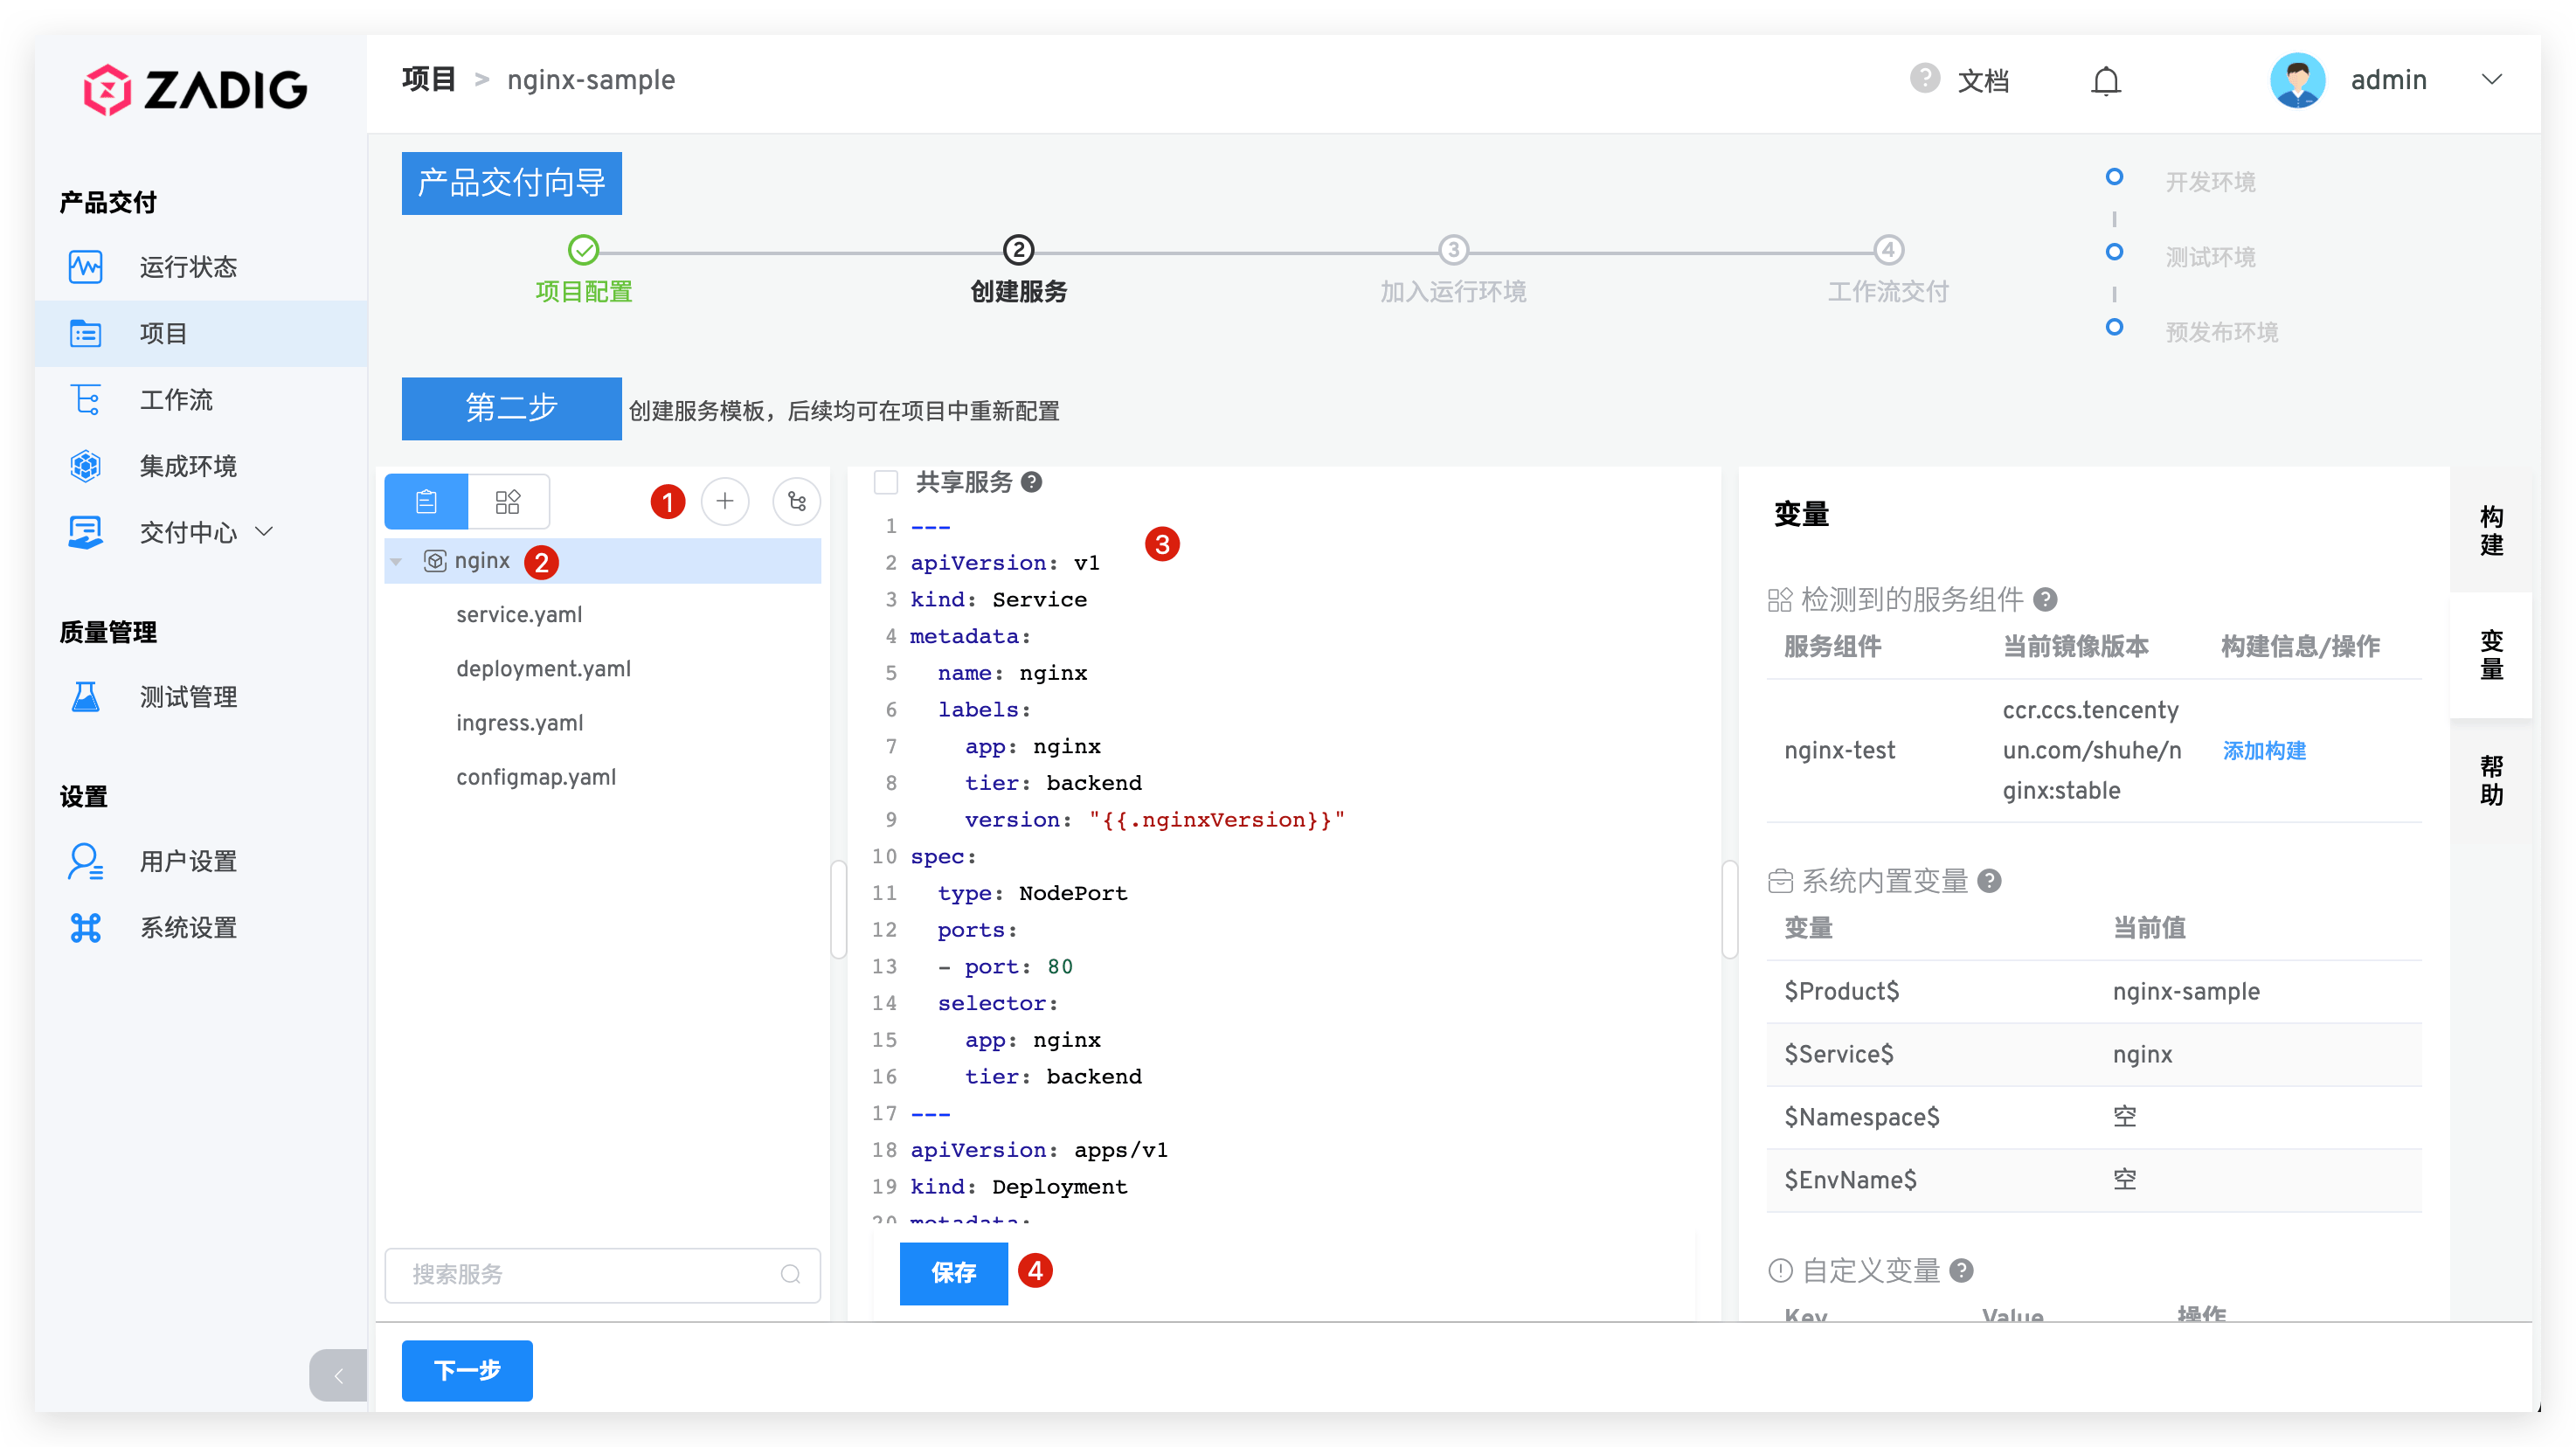 ZADIG
产品交付
运行状态
项目
工作流
集成环境
交付中心
质量管理
测试管理
设置
用户设置
系统设置
项目 > nginx-sample
? 文档
admin
产品交付向导
2
3
4
项目配置
创建服务
加入运行环境
工作流交付
开发环境
测试环境
预发布环境
第二步 创建服务模板，后续均可在项目中重新配置
1
nginx 2
service.yaml
deployment.yaml
ingress.yaml
configmap.yaml
搜索服务
共享服务 ?
3
1 ---
2 apiVersion: v1
3 kind: Service
4 metadata:
5 name: nginx
6 labels:
7 app: nginx
8 tier: backend
9 version: "{{.nginxVersion}}"
10 spec:
11 type: NodePort
12 ports:
13 - port: 80
14 selector:
15 app: nginx
16 tier: backend
17 ---
18 apiVersion: apps/v1
19 kind: Deployment
20 metadata:
保存 4
变量
检测到的服务组件 ?
服务组件 当前镜像版本 构建信息/操作
nginx-test ccr.ccs.tencenty
un.com/shuhe/n
ginx:stable
添加构建
系统内置变量 ?
变量 当前值
$Product$ nginx-sample
$Service$ nginx
$Namespace$ 空
$EnvName$ 空
自定义变量 ?
Key Value 操作
构建
变量
帮助
下一步